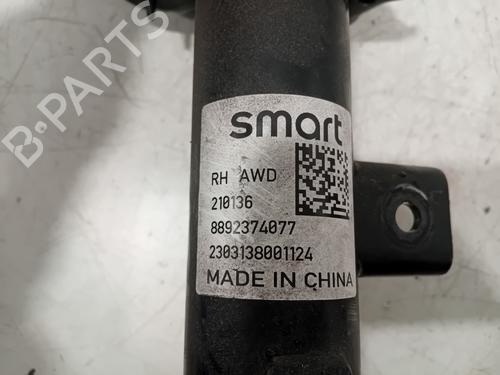 B-PARTS
smart
RH AWD
210136
8892374077
2303138001124
MADE IN CHINA